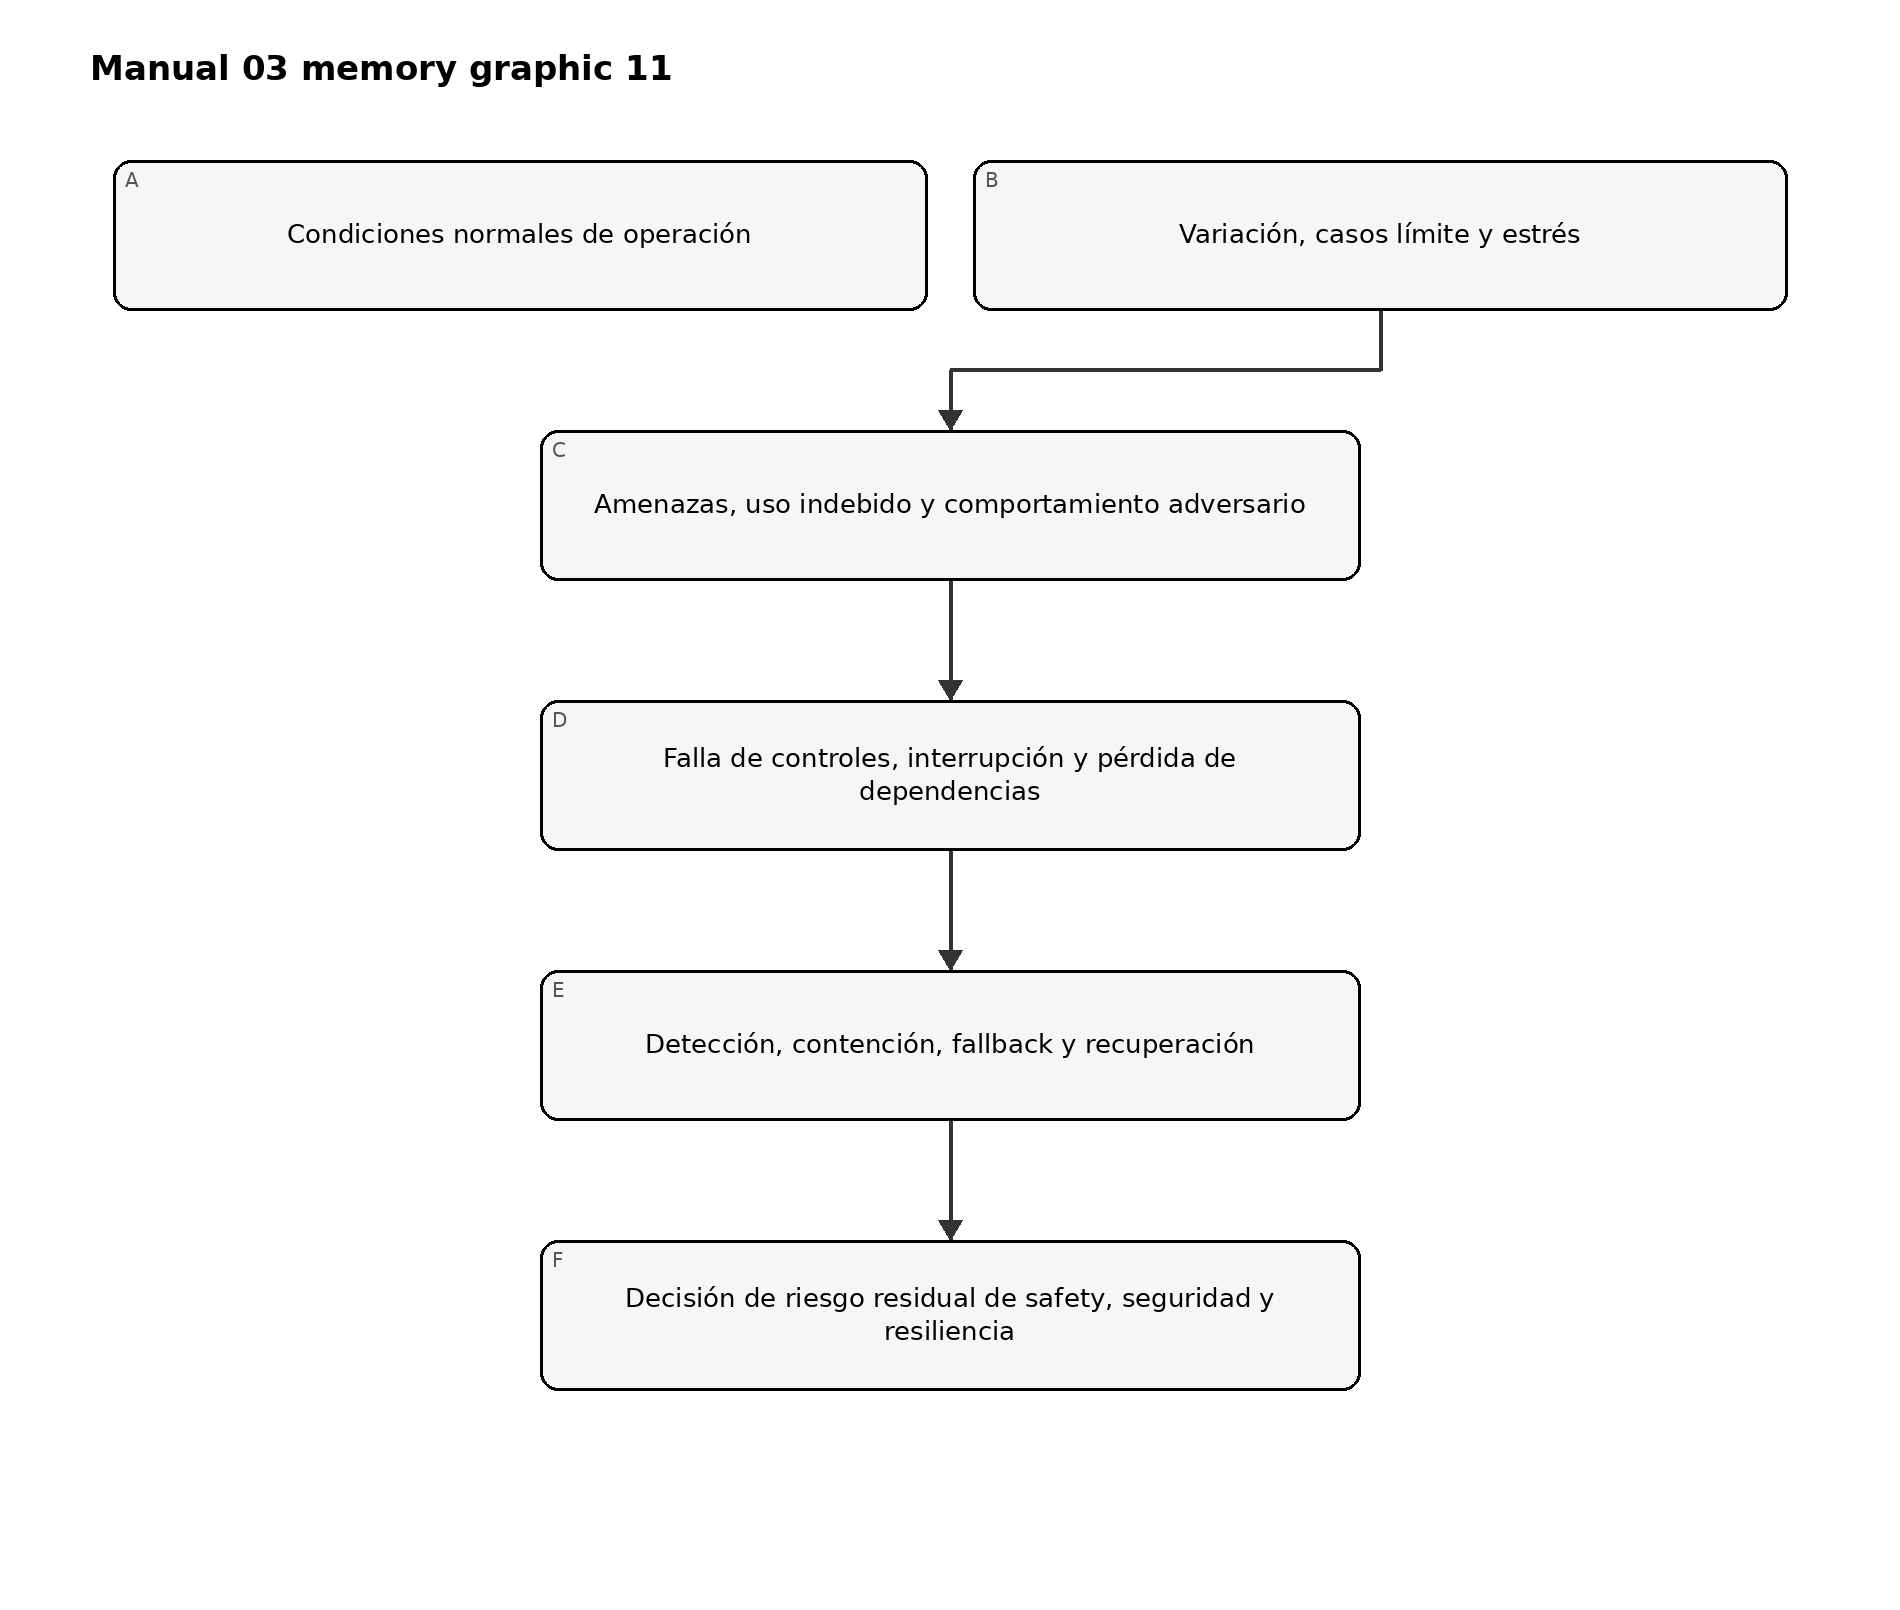 Manual 03 memory graphic 11
A
Condiciones normales de operación
B
Variación, casos límite y estrés
C
Amenazas, uso indebido y comportamiento adversario
D
Falla de controles, interrupción y pérdida de
dependencias
E
Detección, contención, fallback y recuperación
F
Decisión de riesgo residual de safety, seguridad y
resiliencia